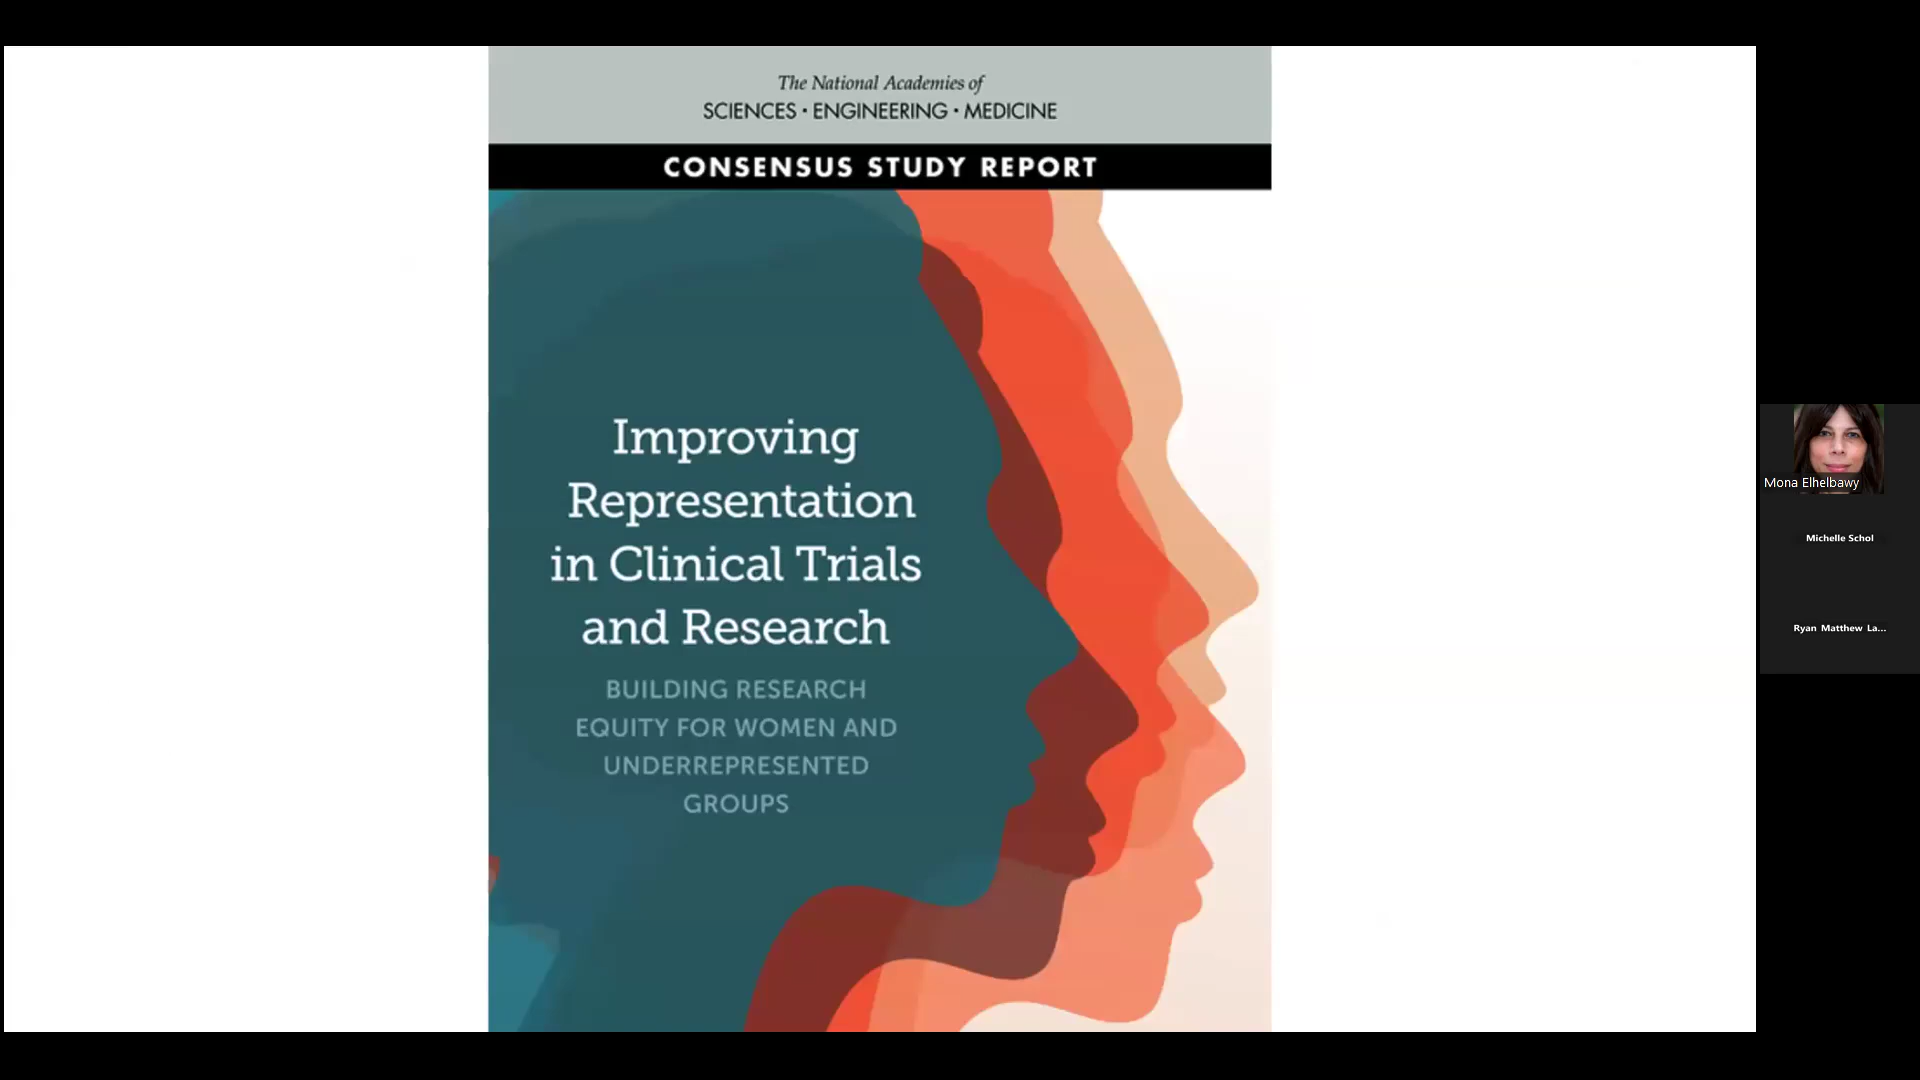 The National Academies of
SCIENCES · ENGINEERING · MEDICINE
CONSENSUS STUDY REPORT
Improving
Representation
in Clinical Trials
and Research
BUILDING RESEARCH
EQUITY FOR WOMEN AND
UNDERREPRESENTED
GROUPS
Mona Elhelbawy
Michelle Schol
Ryan Matthew La...